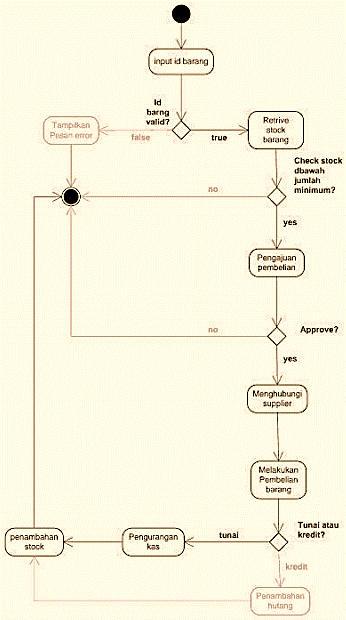 input id barang
Id
barng
valid?
Tampilkan
Pesan error
false
true
Retrive
stock
barang
Check stock
dbawah
jumlah
minimum?
no
yes
Pengajuan
pembelian
no
Approve?
yes
Menghubungi
supplier
Melakukan
Pembelian
barang
Tunai atau
kredit?
penambahan
stock
Pengurangan
kas
tunai
kredit
Penambahan
hutang